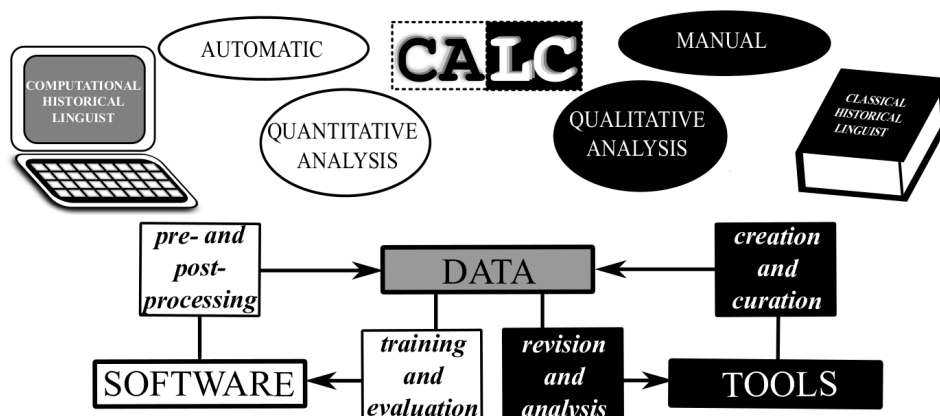 AUTOMATIC
CALC
MANUAL
COMPUTATIONAL
HISTORICAL
LINGUIST
QUANTITATIVE
ANALYSIS
QUALITATIVE
ANALYSIS
CLASSICAL
HISTORICAL
LINGUIST
pre- and
post-
processing
DATA
creation
and
curation
SOFTWARE
training
and
evaluation
revision
and
analysis
TOOLS